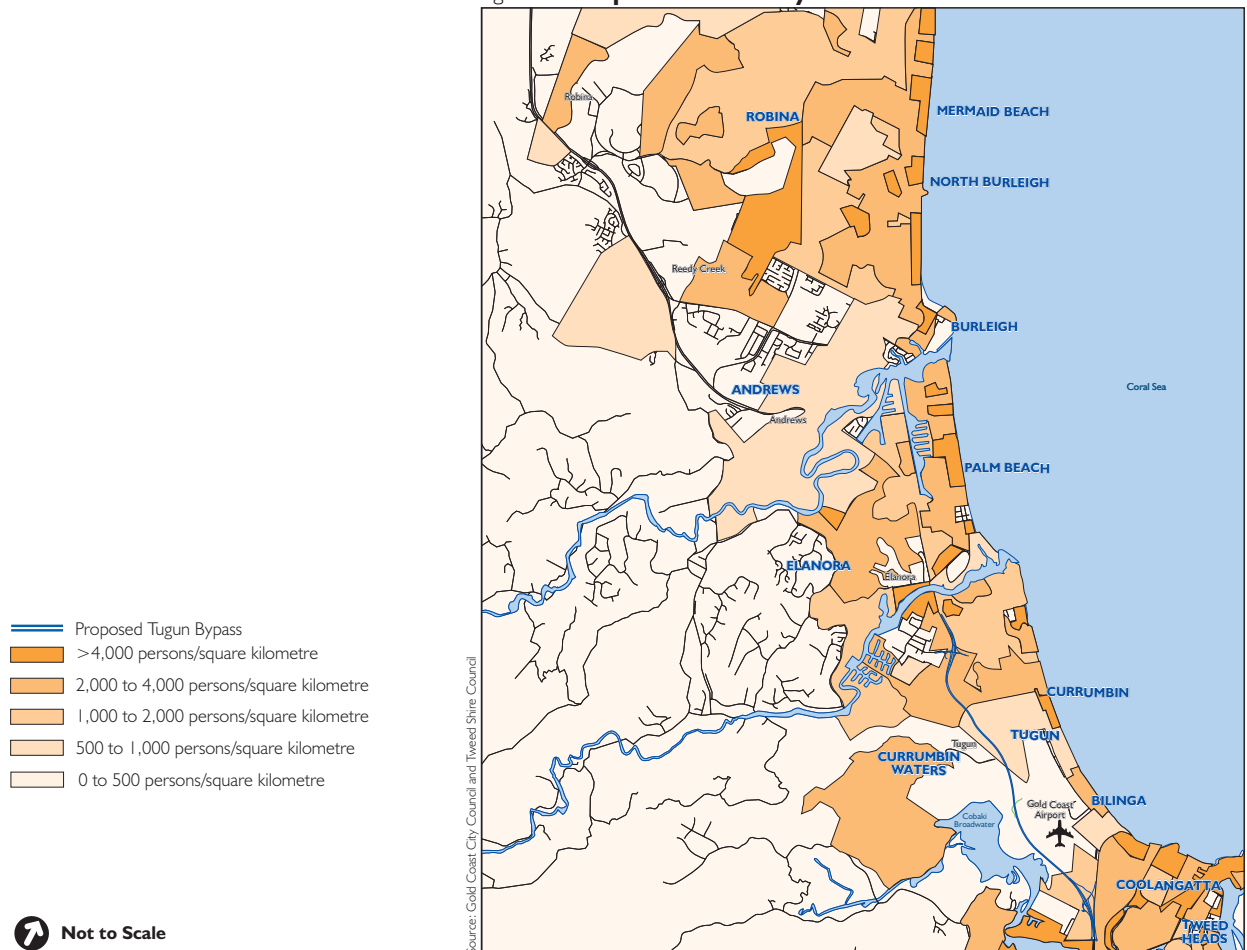 Proposed Tugun Bypass
>4,000 persons/square kilometre
2,000 to 4,000 persons/square kilometre
1,000 to 2,000 persons/square kilometre
500 to 1,000 persons/square kilometre
0 to 500 persons/square kilometre
Not to Scale
Source: Gold Coast City Council and Tweed Shire Council
Robina
ROBINA
MERMAID BEACH
NORTH BURLEIGH
Reedy Creek
BURLEIGH
Coral Sea
ANDREWS
Andrews
PALM BEACH
ELANORA
Elanora
CURRUMBIN
TUGUN
Tugun
CURRUMBIN
WATERS
BILINGA
Gold Coast
Airport
Cobaki
Broadwater
COOLANGATTA
TWEED
HEADS